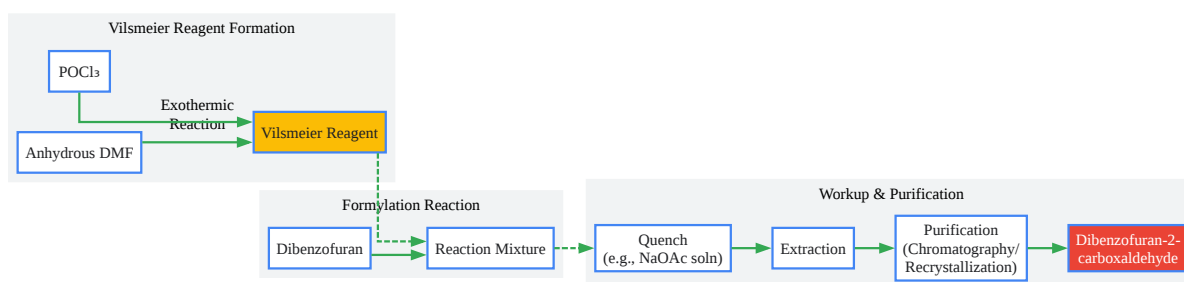 Vilsmeier Reagent Formation
POCl₃
Exothermic
Reaction
Anhydrous DMF
Vilsmeier Reagent
Formylation Reaction
Dibenzofuran
Reaction Mixture
Workup & Purification
Quench
(e.g., NaOAc soln)
Extraction
Purification
(Chromatography/
Recrystallization)
Dibenzofuran-2-
carboxaldehyde